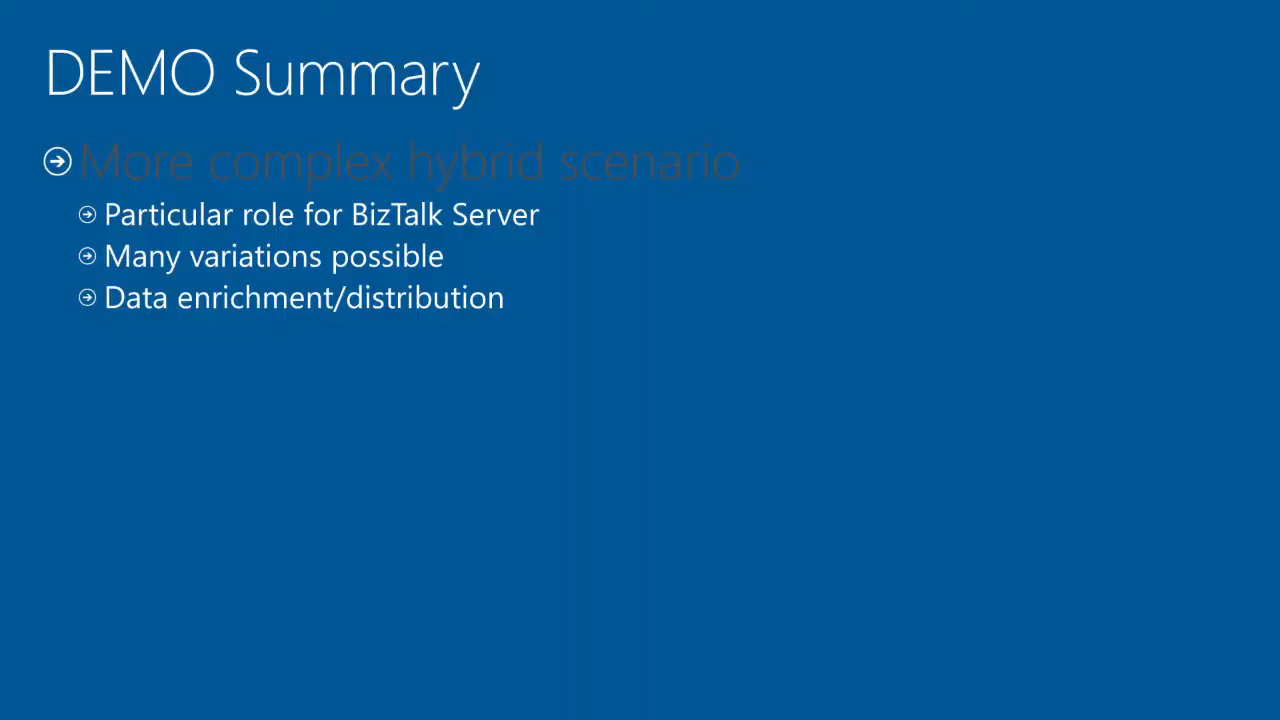 DEMO Summary
More complex hybrid scenario
Particular role for BizTalk Server
Many variations possible
Data enrichment/distribution